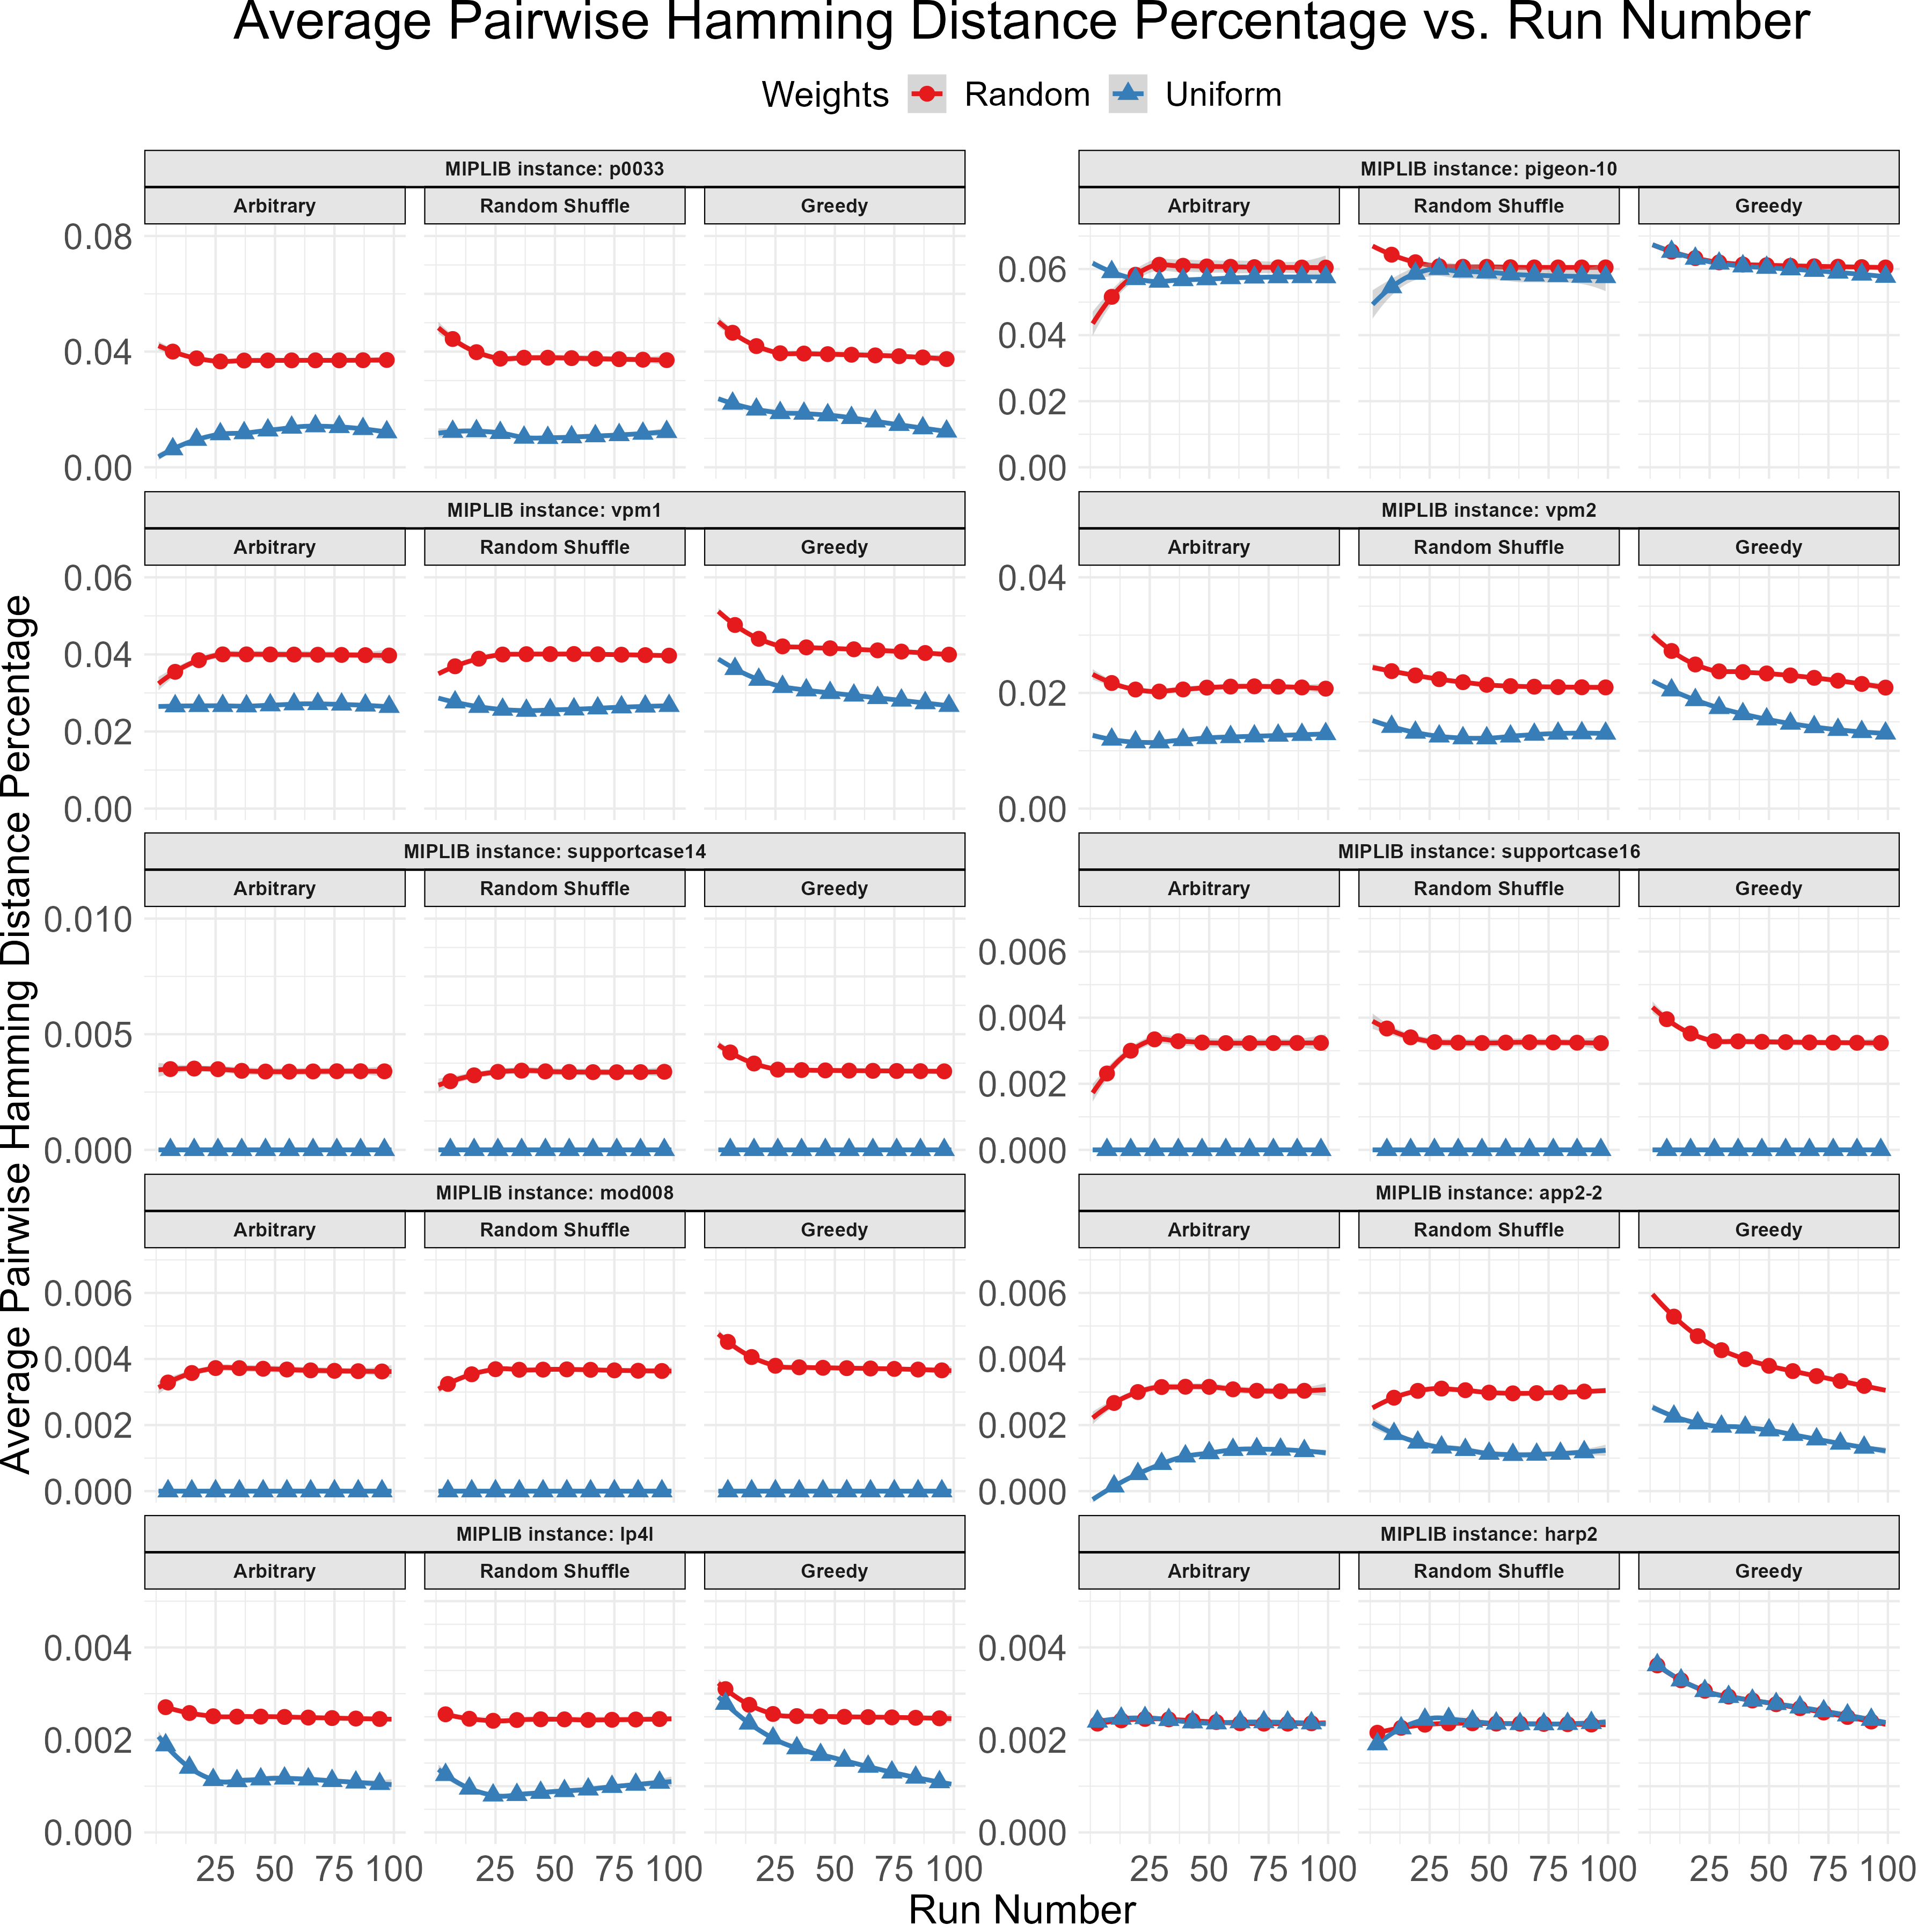 Average Pairwise Hamming Distance Percentage vs. Run Number
Weights Random Uniform
MIPLIB instance: p0033
Arbitrary Random Shuffle Greedy
0.08
0.04
0.00
MIPLIB instance: pigeon-10
Arbitrary Random Shuffle Greedy
0.06
0.04
0.02
0.00
MIPLIB instance: vpm1
Arbitrary Random Shuffle Greedy
0.06
0.04
0.02
0.00
MIPLIB instance: vpm2
Arbitrary Random Shuffle Greedy
0.04
0.02
0.00
MIPLIB instance: supportcase14
Arbitrary Random Shuffle Greedy
0.010
0.005
0.000
MIPLIB instance: supportcase16
Arbitrary Random Shuffle Greedy
0.006
0.004
0.002
0.000
MIPLIB instance: mod008
Arbitrary Random Shuffle Greedy
0.006
0.004
0.002
0.000
MIPLIB instance: app2-2
Arbitrary Random Shuffle Greedy
0.006
0.004
0.002
0.000
MIPLIB instance: lp4l
Arbitrary Random Shuffle Greedy
0.004
0.002
0.000
25 50 75 100 25 50 75 100 25 50 75 100
MIPLIB instance: harp2
Arbitrary Random Shuffle Greedy
0.004
0.002
0.000
25 50 75 100 25 50 75 100 25 50 75 100
Average Pairwise Hamming Distance Percentage
Run Number